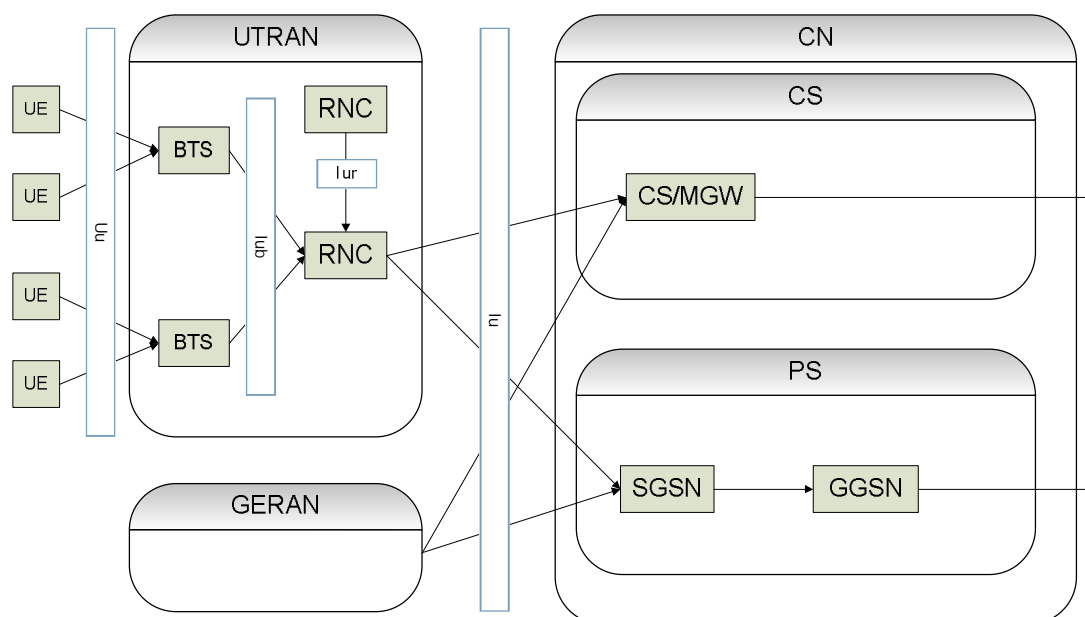 UTRAN
CN
CS
UE
RNC
BTS
Iur
UE
CS/MGW
Uu
Iub
RNC
UE
Iu
BTS
UE
PS
SGSN
GGSN
GERAN